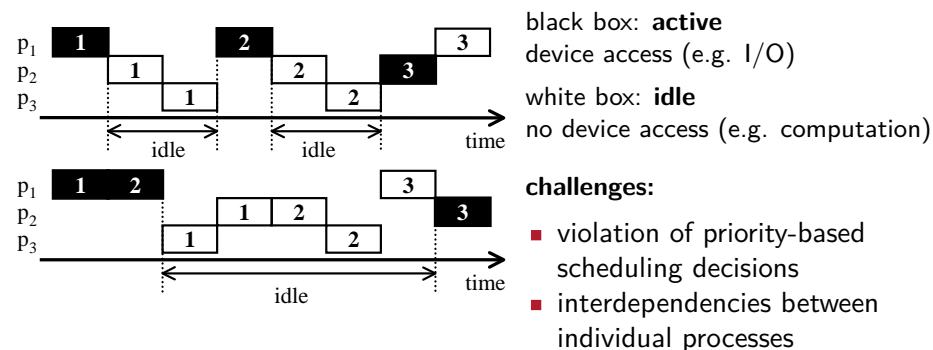 p1 1 2 3
p2 1 2 3
p3 1 2
idle idle time
p1 1 2 3
p2 1 2 3
p3 1 2
idle time
black box: active
device access (e.g. I/O)
white box: idle
no device access (e.g. computation)
challenges:
▪ violation of priority-based
scheduling decisions
▪ interdependencies between
individual processes